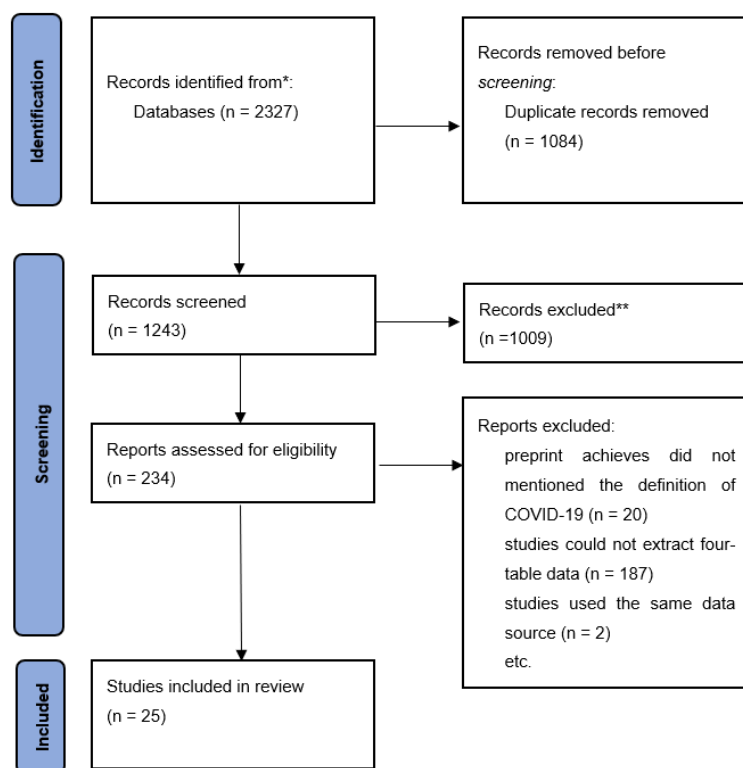 Identification
Records identified from*:
Databases (n = 2327)
Records removed before
screening:
Duplicate records removed
(n = 1084)
Screening
Records screened
(n = 1243)
Records excluded**
(n =1009)
Reports assessed for eligibility
(n = 234)
Reports excluded:
preprint achieves did not
mentioned the definition of
COVID-19 (n = 20)
studies could not extract four-
table data (n = 187)
studies used the same data
source (n = 2)
etc.
Included
Studies included in review
(n = 25)